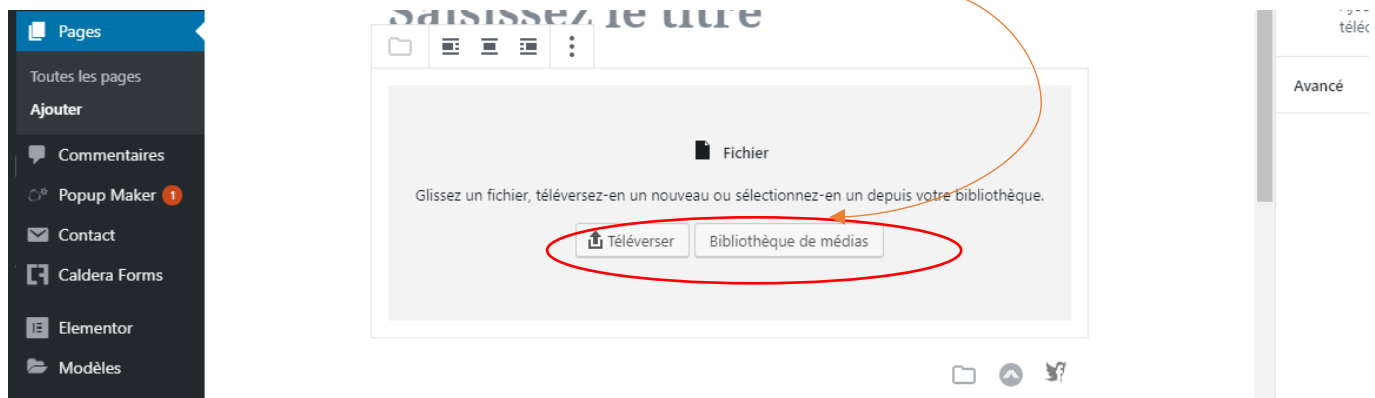 Saisissez le titre
Pages
Toutes les pages
Ajouter
Commentaires
Popup Maker 1
Contact
Caldera Forms
Elementor
Modèles
Fichier
Glissez un fichier, téléversez-en un nouveau ou sélectionnez-en un depuis votre bibliothèque.
Téléverser Bibliothèque de médias
Avancé